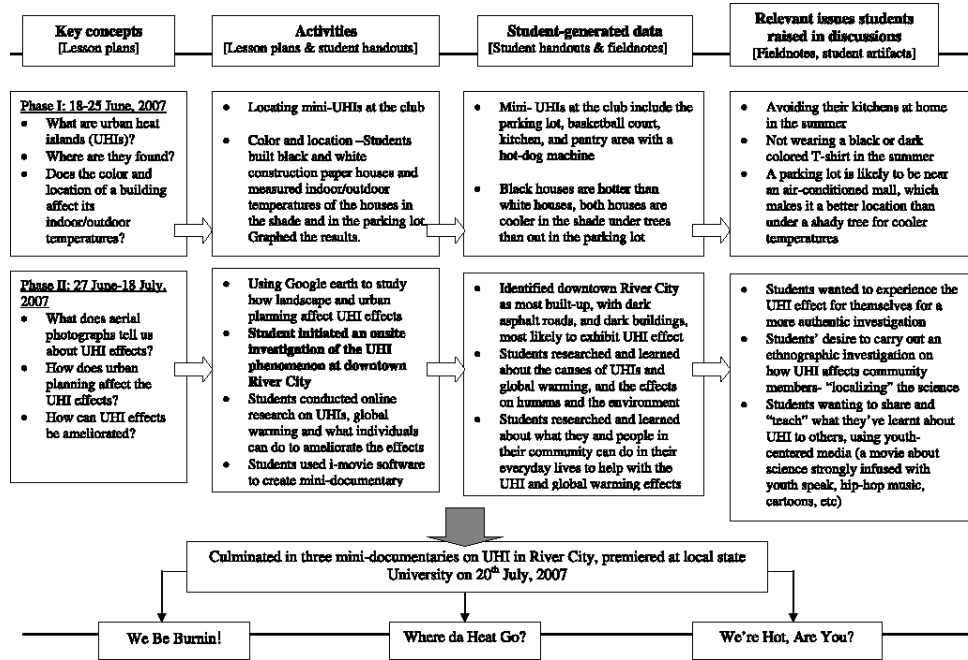 Key concepts
[Lesson plans]
Activities
[Lesson plans & student handouts]
Student-generated data
[Student handouts & fieldnotes]
Relevant issues students
raised in discussions
[Fieldnotes, student artifacts]
Phase I: 18-25 June, 2007
• What are urban heat
islands (UHIs)?
• Where are they found?
• Does the color and
location of a building
affect its
indoor/outdoor
temperatures?
• Locating mini-UHIs at the club
• Color and location –Students
built black and white
construction paper houses and
measured indoor/outdoor
temperatures of the houses in
the shade and in the parking lot.
Graphed the results.
• Mini- UHIs at the club include the
parking lot, basketball court,
kitchen, and pantry area with a
hot-dog machine
• Black houses are hotter than
white houses, both houses are
cooler in the shade under trees
than out in the parking lot
• Avoiding their kitchens at home
in the summer
• Not wearing a black or dark
colored T-shirt in the summer
• A parking lot is likely to be near
an air-conditioned mall, which
makes it a better location than
under a shady tree for cooler
temperatures
Phase II: 27 June-18 July,
2007
• What does aerial
photographs tell us
about UHI effects?
• How does urban
planning affect the
UHI effects?
• How can UHI effects
be ameliorated?
• Using Google earth to study
how landscape and urban
planning affect UHI effects
• Student initiated an onsite
investigation of the UHI
phenomenon at downtown
River City
• Students conducted online
research on UHIs, global
warming and what individuals
can do to ameliorate the effects
• Students used i-movie software
to create mini-documentary
• Identified downtown River City
as most built-up, with dark
asphalt roads, and dark buildings,
most likely to exhibit UHI effect
• Students researched and learned
about the causes of UHIs and
global warming, and the effects
on humans and the environment
• Students researched and learned
about what they and people in
their community can do in their
everyday lives to help with the
UHI and global warming effects
• Students wanted to experience the
UHI effect for themselves for a
more authentic investigation
• Students' desire to carry out an
ethnographic investigation on
how UHI affects community
members- "localizing" the science
• Students wanting to share and
"teach" what they've learnt about
UHI to others, using youth-
centered media (a movie about
science strongly infused with
youth speak, hip-hop music,
cartoons, etc)
Culminated in three mini-documentaries on UHI in River City, premiered at local state
University on 20th July, 2007
We Be Burnin!
Where da Heat Go?
We're Hot, Are You?